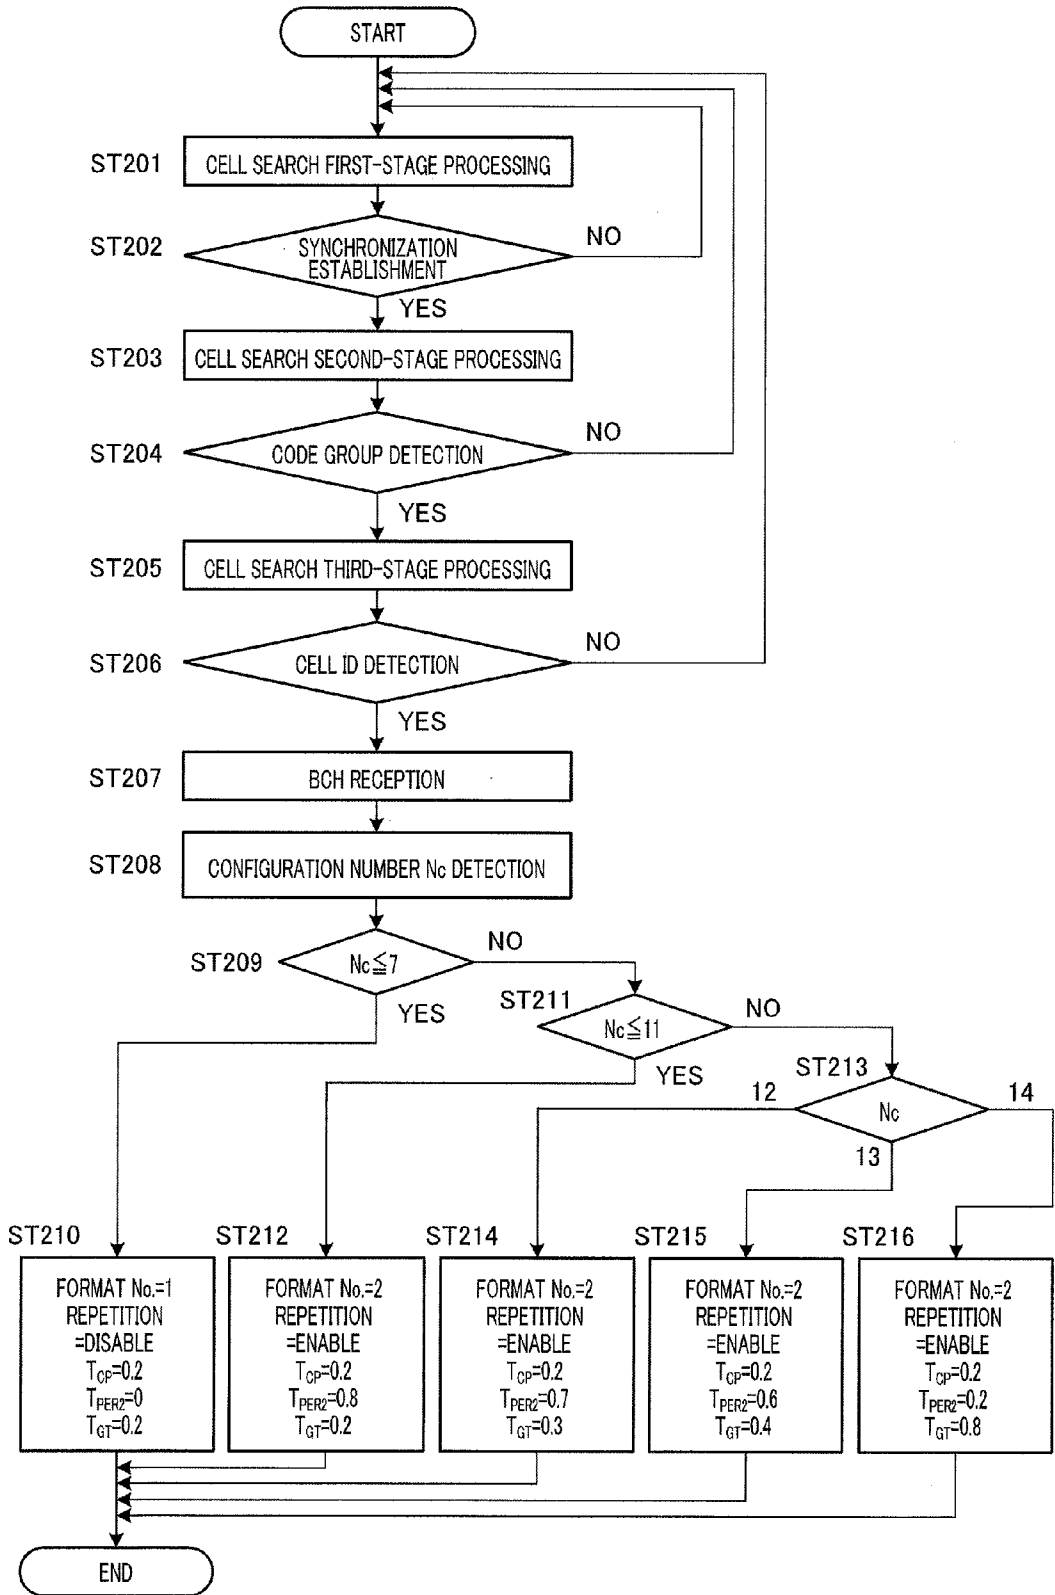 START
ST201
CELL SEARCH FIRST-STAGE PROCESSING
ST202
SYNCHRONIZATION
ESTABLISHMENT
NO
YES
ST203
CELL SEARCH SECOND-STAGE PROCESSING
ST204
CODE GROUP DETECTION
NO
YES
ST205
CELL SEARCH THIRD-STAGE PROCESSING
ST206
CELL ID DETECTION
NO
YES
ST207
BCH RECEPTION
ST208
CONFIGURATION NUMBER Nc DETECTION
ST209
Nc≦7
NO
YES
ST211
Nc≦11
NO
YES
ST213
Nc
12
13
14
ST210
FORMAT No.=1
REPETITION
=DISABLE
TCP=0.2
TPER2=0
TGT=0.2
ST212
FORMAT No.=2
REPETITION
=ENABLE
TCP=0.2
TPER2=0.8
TGT=0.2
ST214
FORMAT No.=2
REPETITION
=ENABLE
TCP=0.2
TPER2=0.7
TGT=0.3
ST215
FORMAT No.=2
REPETITION
=ENABLE
TCP=0.2
TPER2=0.6
TGT=0.4
ST216
FORMAT No.=2
REPETITION
=ENABLE
TCP=0.2
TPER2=0.2
TGT=0.8
END